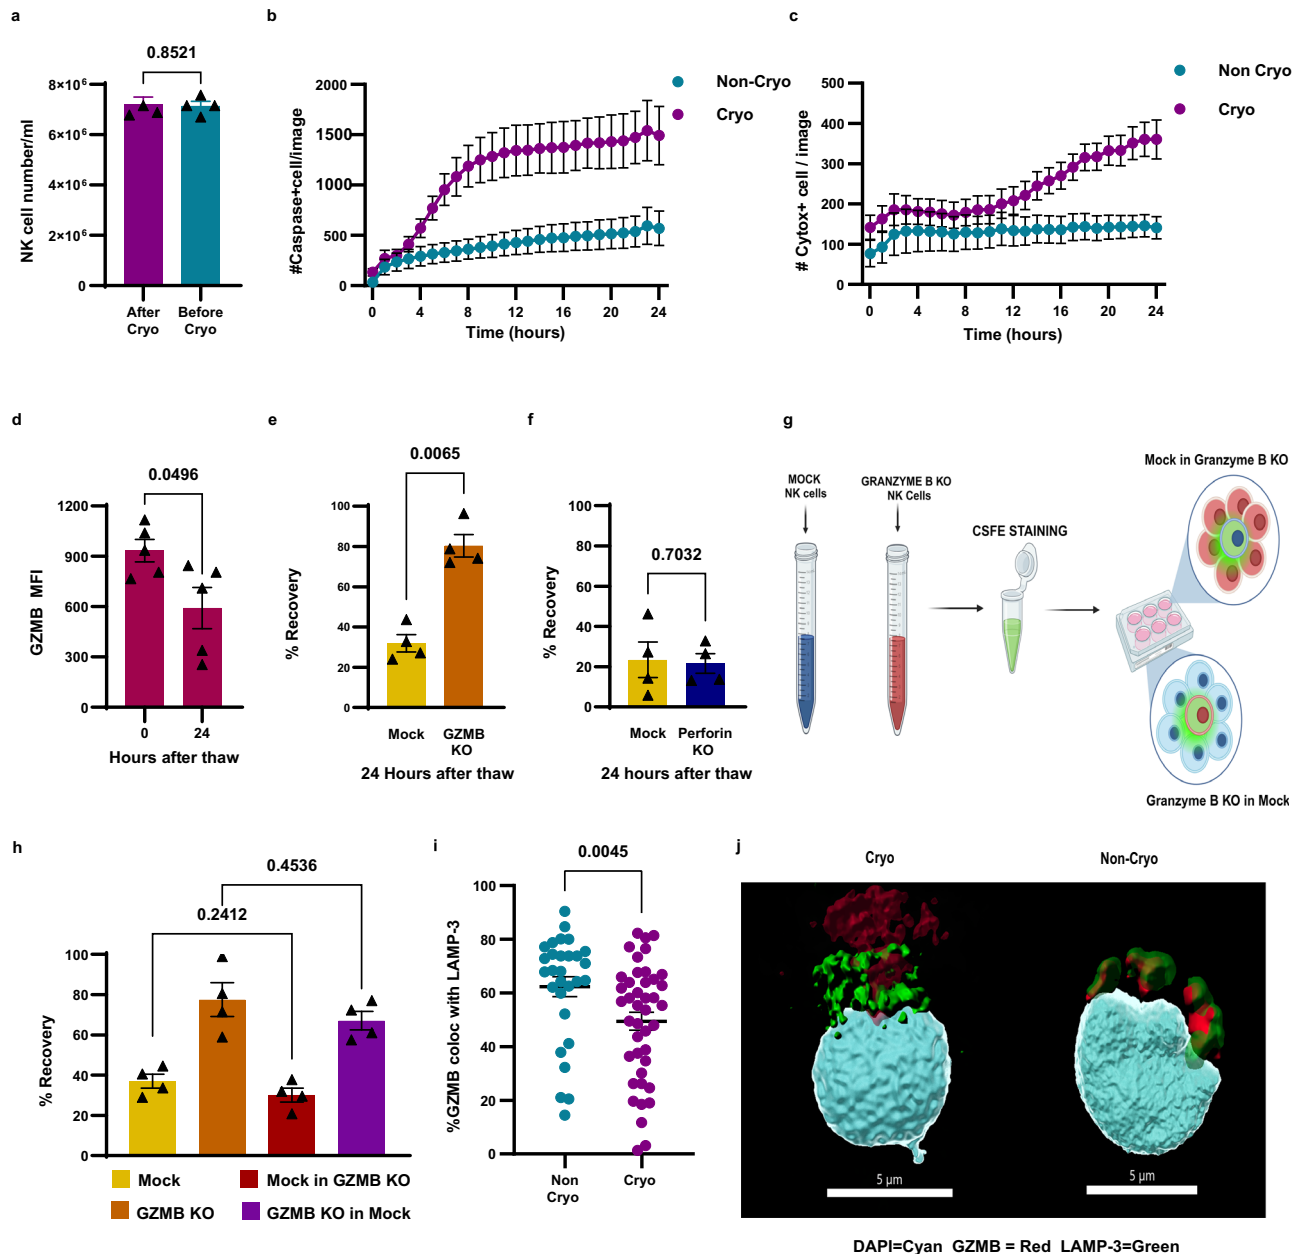 a
0.8521
NK cell number/ml
8×10⁶
6×10⁶
4×10⁶
2×10⁶
0
After Cryo
Before Cryo
b
#Caspase+cell/image
2000
1500
1000
500
0
0 4 8 12 16 20 24
Time (hours)
Non-Cryo
Cryo
c
# Cytox+ cell / image
500
400
300
200
100
0
0 4 8 12 16 20 24
Time (hours)
Non Cryo
Cryo
d
0.0496
GZMB MFI
1200
900
600
300
0
0 24
Hours after thaw
e
0.0065
% Recovery
100
80
60
40
20
0
Mock
GZMB KO
24 Hours after thaw
f
0.7032
% Recovery
100
80
60
40
20
0
Mock
Perforin KO
24 hours after thaw
g
MOCK
NK cells
GRANZYME B KO
NK Cells
CSFE STAINING
Mock in Granzyme B KO
Granzyme B KO in Mock
h
0.4536
0.2412
% Recovery
100
80
60
40
20
0
Mock
GZMB KO
Mock in GZMB KO
GZMB KO in Mock
i
0.0045
%GZMB coloc with LAMP-3
100
80
60
40
20
0
Non
Cryo
Cryo
j
Cryo
Non-Cryo
5 µm
5 µm
DAPI=Cyan GZMB = Red LAMP-3=Green